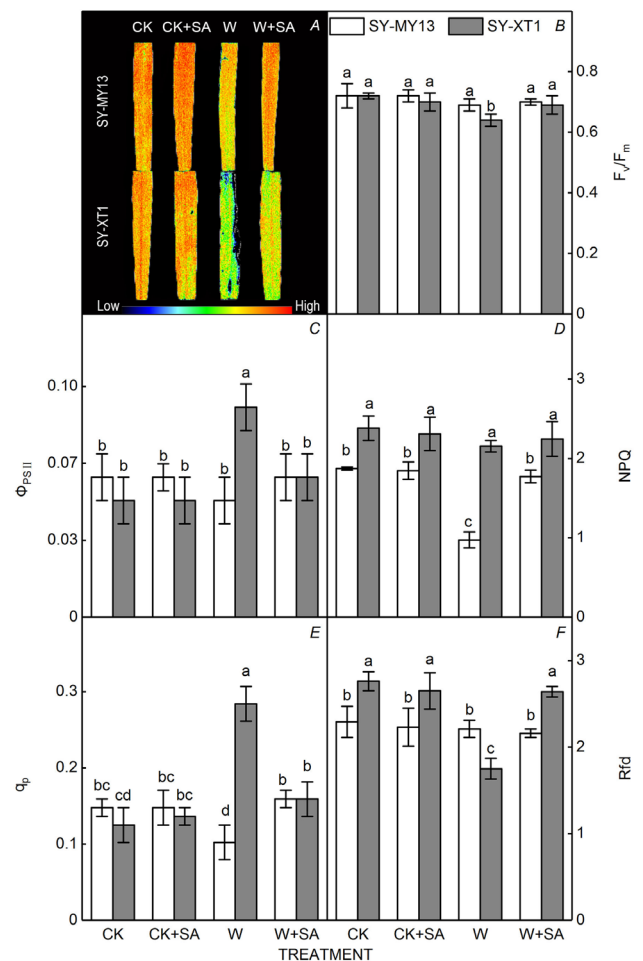 CK CK+SA W W+SA A
SY-MY13
SY-XT1
Low High
SY-MY13 SY-XT1 B
a a a a a b a a
0.8
0.6
0.4
0.2
0
Fv/Fm
C
0.10
0.07
0.03
0
ΦPSII
b b b b b a b b
D
3
2
1
0
NPQ
b a b a c a b a
E
0.3
0.2
0.1
0
qp
bc cd bc bc d a b b
F
3
2
1
0
Rfd
b a b a b c b a
CK CK+SA W W+SA CK CK+SA W W+SA
TREATMENT